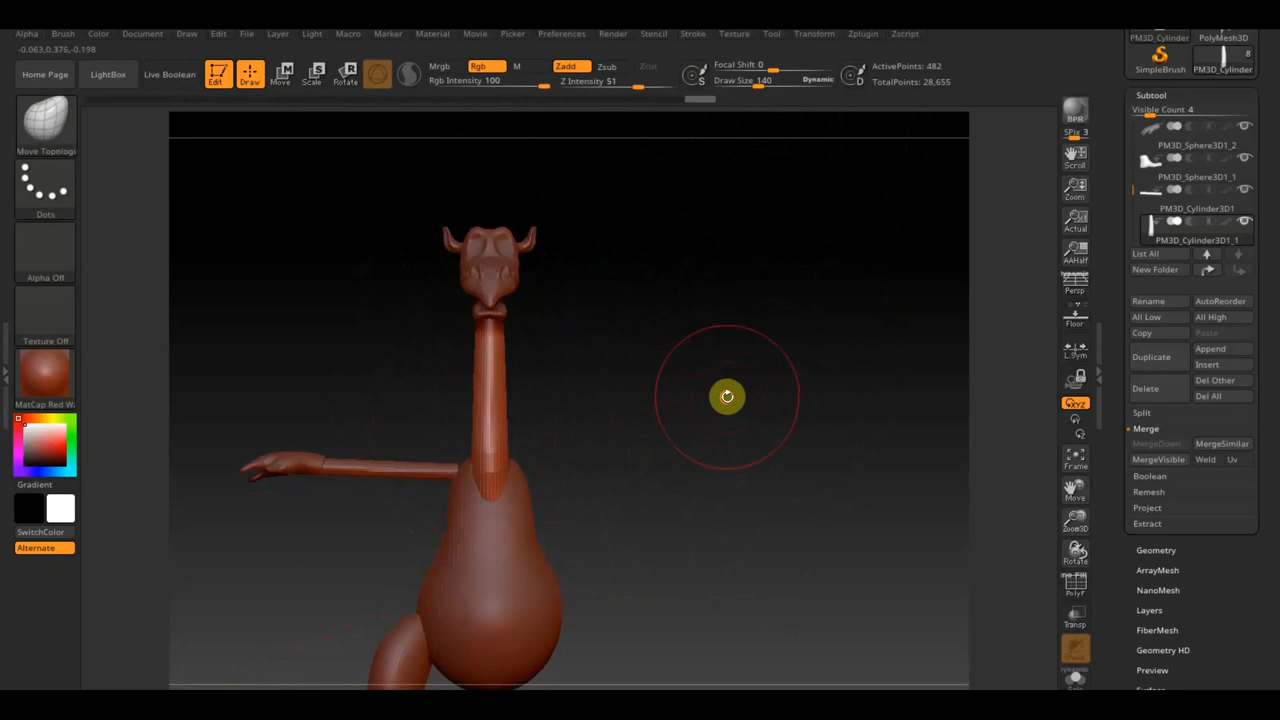 Alpha Brush Color Document Draw Edit File Layer Light Macro Marker Material Movie Picker Preferences Render Stencil Stroke Texture Tool Transform Zplugin Zscript
-0.063,0.376,-0.198
Home Page
LightBox
Live Boolean
Edit
Draw
Move
Scale
Rotate
Mrgb
Rgb
M
Rgb Intensity 100
Zadd
Zsub
Zcut
Z Intensity 51
S
Focal Shift 0
Draw Size 140
Dynamic
D
ActivePoints: 482
TotalPoints: 28,655
Move Topologi
Dots
Alpha Off
Texture Off
MatCap Red W
Gradient
SwitchColor
Alternate
BPR
SPix 3
Scroll
Zoom
Actual
AAHalf
Dynamic
Persp
Floor
L.Sym
XYZ
Y
Z
Frame
Move
Zoom3D
Rotate
Line Fill
PolyF
Transp
Dynamic
PM3D_Cylinder
PolyMesh3D
SimpleBrush
8
PM3D_Cylinder
Subtool
Visible Count 4
PM3D_Sphere3D1_2
PM3D_Sphere3D1_1
PM3D_Cylinder3D1
PM3D_Cylinder3D1_1
List All
New Folder
Rename
AutoReorder
All Low
All High
Copy
Paste
Duplicate
Append
Insert
Delete
Del Other
Del All
Split
Merge
MergeDown
MergeSimilar
MergeVisible
Weld
Uv
Boolean
Remesh
Project
Extract
Geometry
ArrayMesh
NanoMesh
Layers
FiberMesh
Geometry HD
Preview